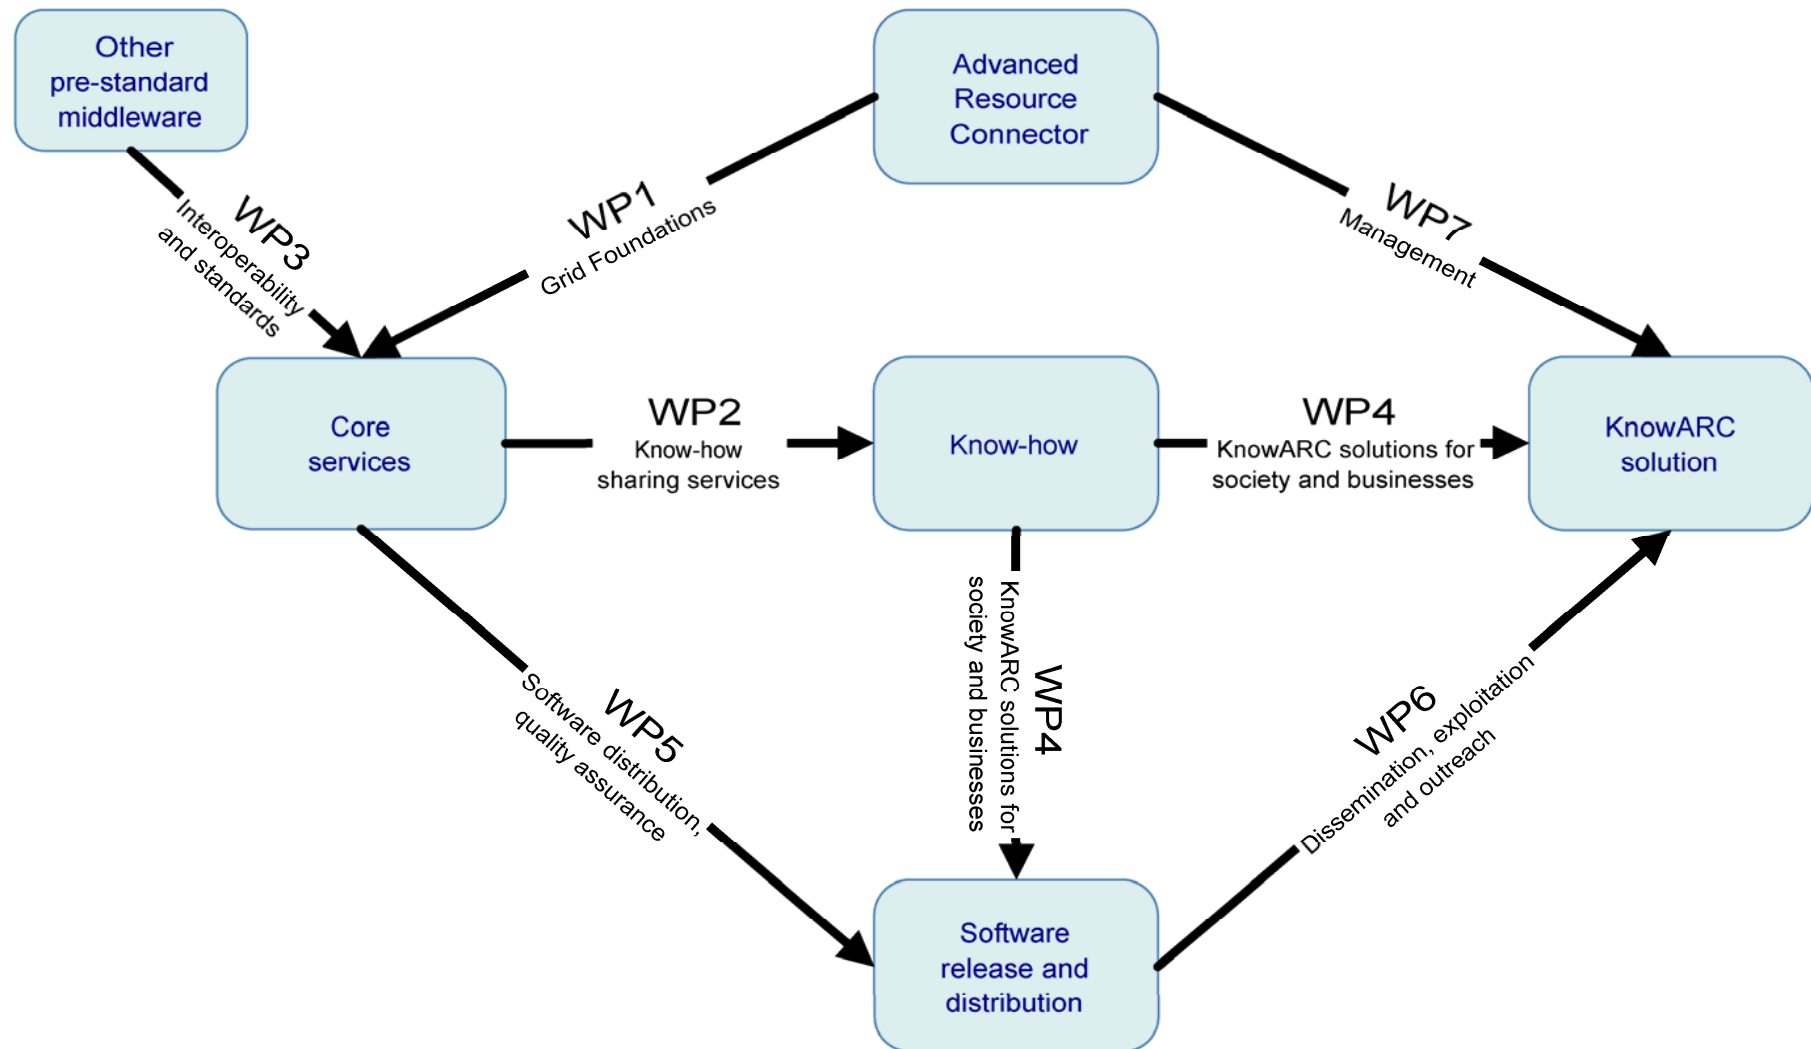 Other
pre-standard
middleware
Advanced
Resource
Connector
WP3
Interoperability
and standards
WP1
Grid Foundations
WP7
Management
Core
services
WP2
Know-how
sharing services
Know-how
WP4
KnowARC solutions for
society and businesses
KnowARC
solution
WP5
Software distribution,
quality assurance
WP4
KnowARC solutions for
society and businesses
WP6
Dissemination, exploitation
and outreach
Software
release and
distribution